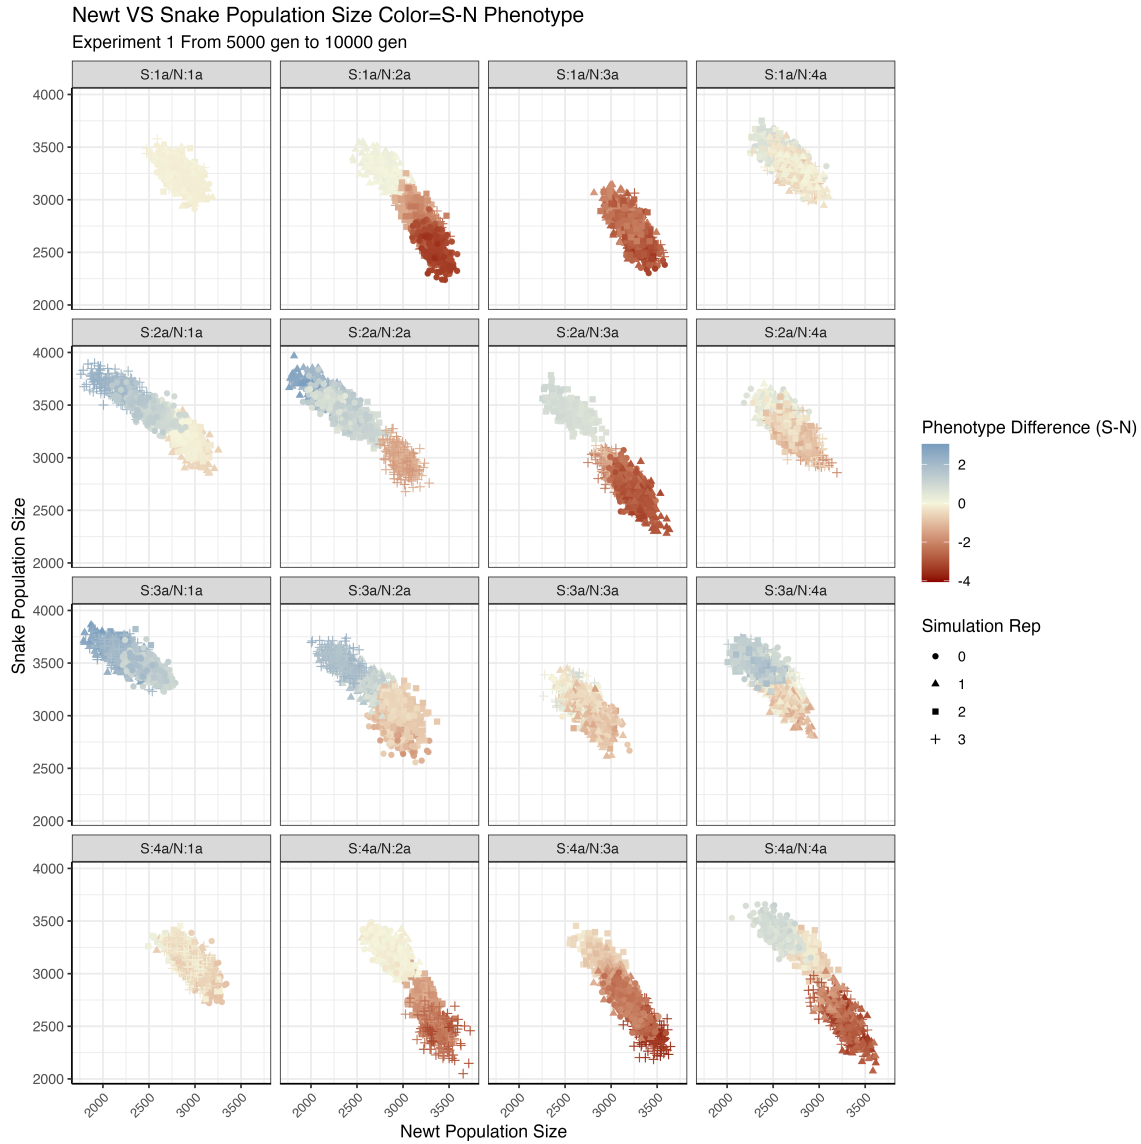 Newt VS Snake Population Size Color=S-N Phenotype
Experiment 1 From 5000 gen to 10000 gen
S:1a/N:1a S:1a/N:2a S:1a/N:3a S:1a/N:4a
4000
3500
3000
2500
2000
S:2a/N:1a S:2a/N:2a S:2a/N:3a S:2a/N:4a
4000
3500
3000
2500
2000
S:3a/N:1a S:3a/N:2a S:3a/N:3a S:3a/N:4a
4000
3500
3000
2500
2000
S:4a/N:1a S:4a/N:2a S:4a/N:3a S:4a/N:4a
4000
3500
3000
2500
2000
2000 2500 3000 3500 2000 2500 3000 3500 2000 2500 3000 3500 2000 2500 3000 3500
Newt Population Size
Snake Population Size
Phenotype Difference (S-N)
2
0
-2
-4
Simulation Rep
0
1
2
3